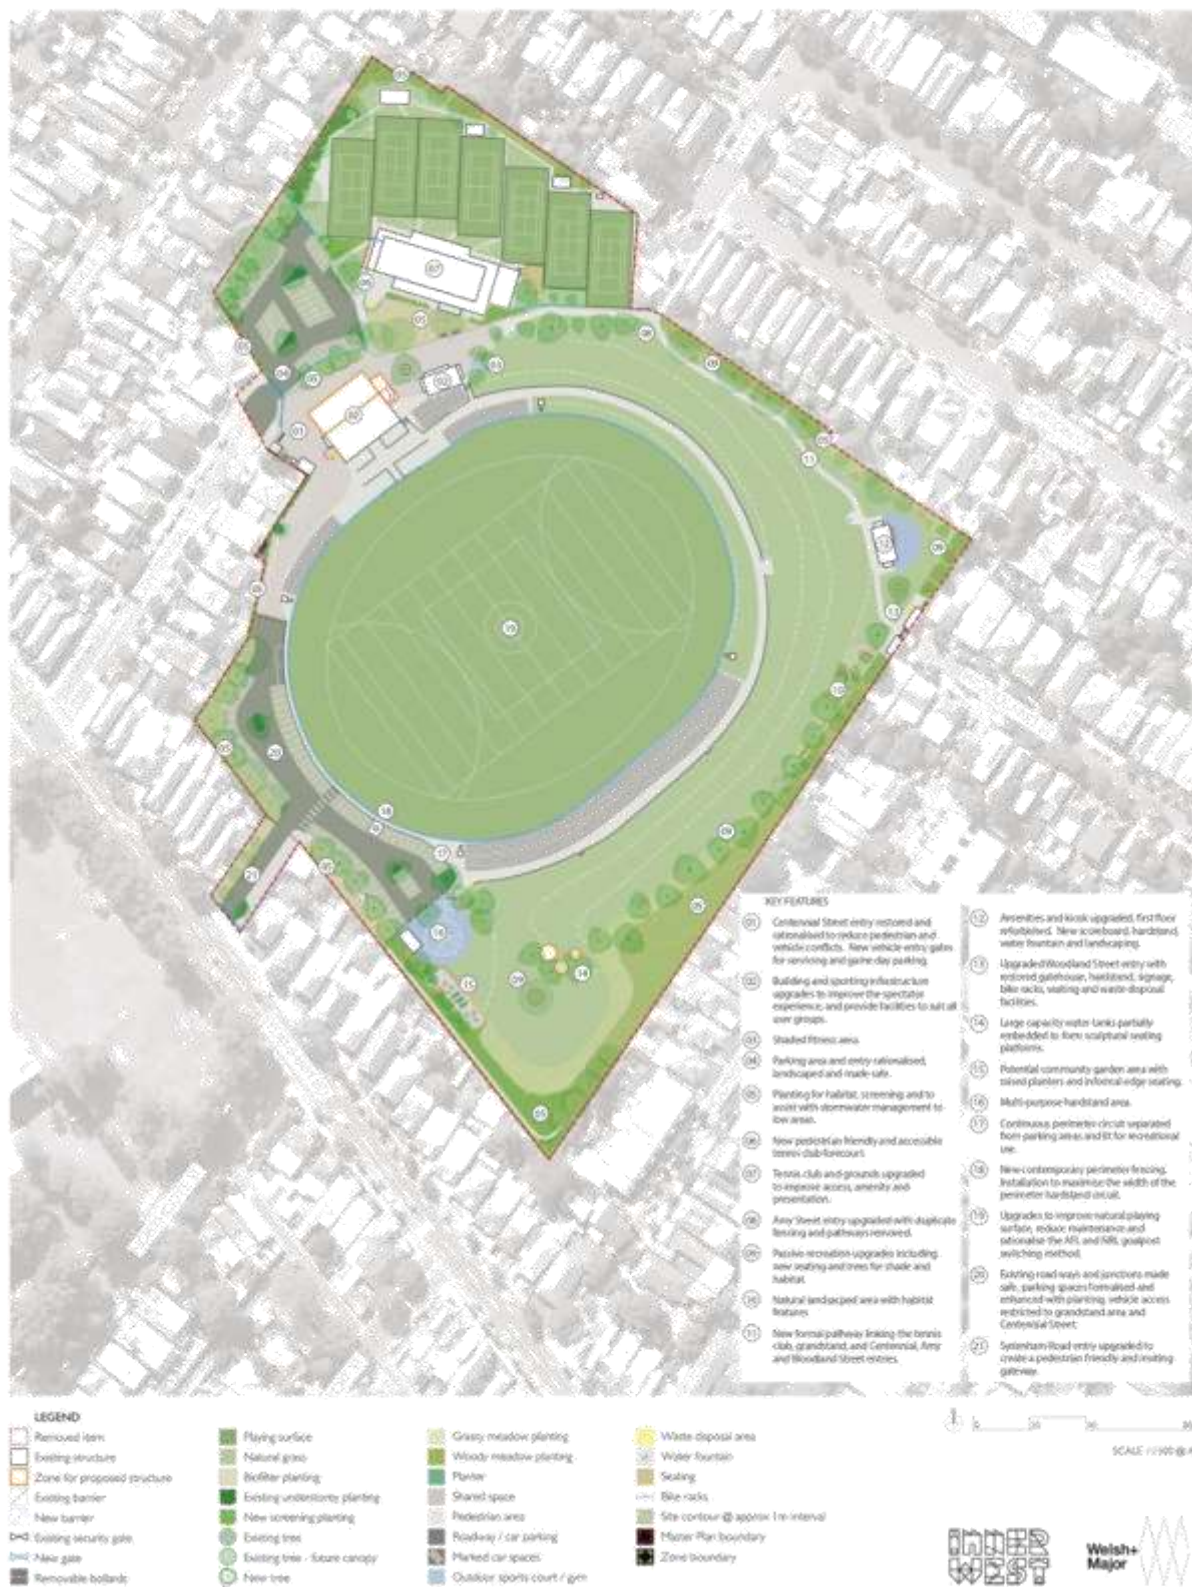 KEY FEATURES
01 Centennial Street entry restored and
rationalised to reduce pedestrian and
vehicle conflicts. New vehicle entry gates
for servicing and game day parking.
02 Building and sporting infrastructure
upgrades to improve the spectator
experience, and provide facilities to suit all
user groups.
03 Shaded fitness area.
04 Parking area and entry rationalised,
landscaped and made safe.
05 Planting for habitat, screening and to
assist with stormwater management to
low areas.
06 New pedestrian friendly and accessible
tennis club forecourt
07 Tennis club and grounds upgraded
to improve access, amenity and
presentation.
08 Amy Street entry upgraded with duplicate
fencing and pathways removed.
09 Passive recreation upgrades including
new seating and trees for shade and
habitat.
10 Natural landscaped area with habitat
features
11 New formal pathway linking the tennis
club, grandstand, and Centennial, Amy
and Woodland Street entries.
12 Amenities and kiosk upgraded, first floor
refurbished. New scoreboard, hardstand,
water fountain and landscaping.
13 Upgraded Woodland Street entry with
restored gatehouse, hardstand, signage,
bike racks, seating and waste disposal
facilities.
14 Large capacity water tanks partially
embedded to form sculptural seating
platforms.
15 Potential community garden area with
raised planters and informal edge seating.
16 Multi-purpose hardstand area.
17 Continuous perimeter circuit separated
from parking areas and fit for recreational
use.
18 New contemporary perimeter fencing.
Installation to maximise the width of the
perimeter hardstand circuit.
19 Upgrades to improve natural playing
surface, reduce maintenance and
rationalise the AFL and NRL goalpost
switching method.
20 Existing road ways and junctions made
safe, parking spaces formalised and
enhanced with planting, vehicle access
restricted to grandstand area and
Centennial Street.
21 Sydenham Road entry upgraded to
create a pedestrian friendly and inviting
gateway.
LEGEND
Removed item
Existing structure
Zone for proposed structure
Existing barrier
New barrier
Existing security gate
New gate
Removable bollards
Playing surface
Natural grass
Biofilter planting
Existing understorey planting
New screening planting
Existing tree
Existing tree - future canopy
New tree
Grassy meadow planting
Woody meadow planting
Planter
Shared space
Pedestrian area
Roadway / car parking
Marked car spaces
Outdoor sports court / gym
Waste disposal area
Water fountain
Seating
Bike racks
Site contour @ approx 1m interval
Master Plan boundary
Zone boundary
SCALE
INNER
WEST
Welsh+
Major